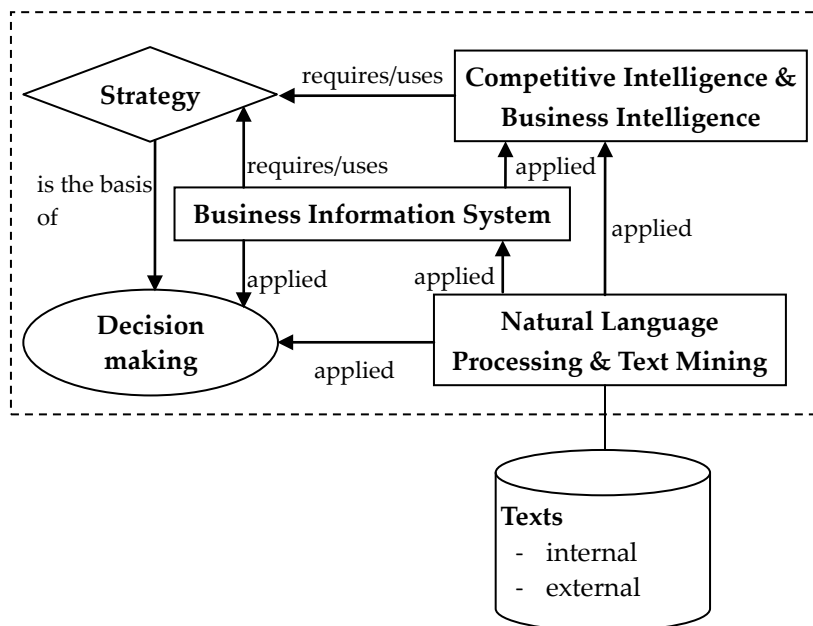 Strategy
requires/uses
Competitive Intelligence &
Business Intelligence
is the basis
of
requires/uses
applied
Business Information System
applied
applied
applied
Decision
making
applied
Natural Language
Processing & Text Mining
Texts
- internal
- external